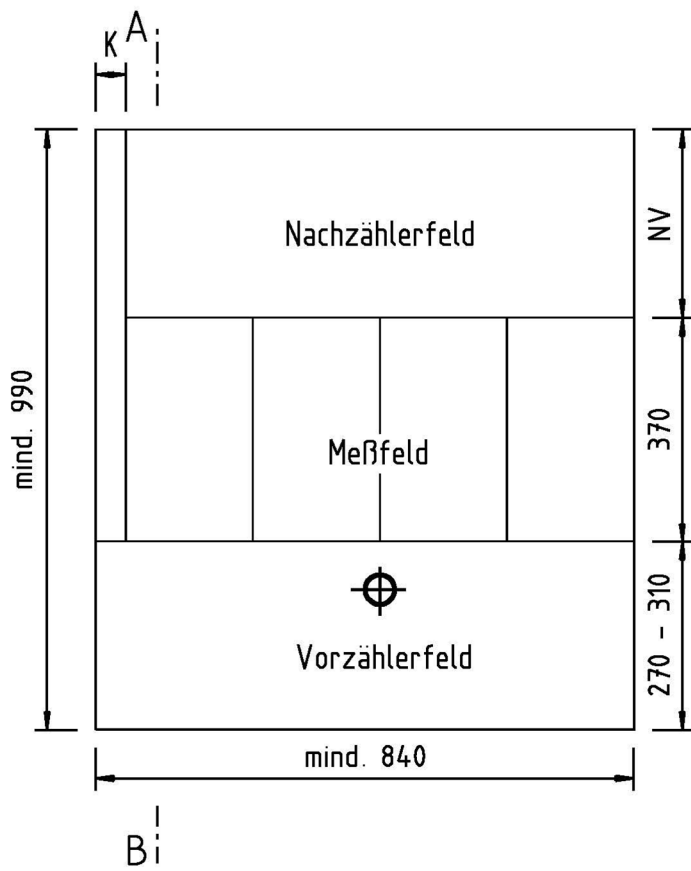 A
K
Nachzählerfeld
NV
mind. 990
370
Meßfeld
270 - 310
Vorzählerfeld
mind. 840
B